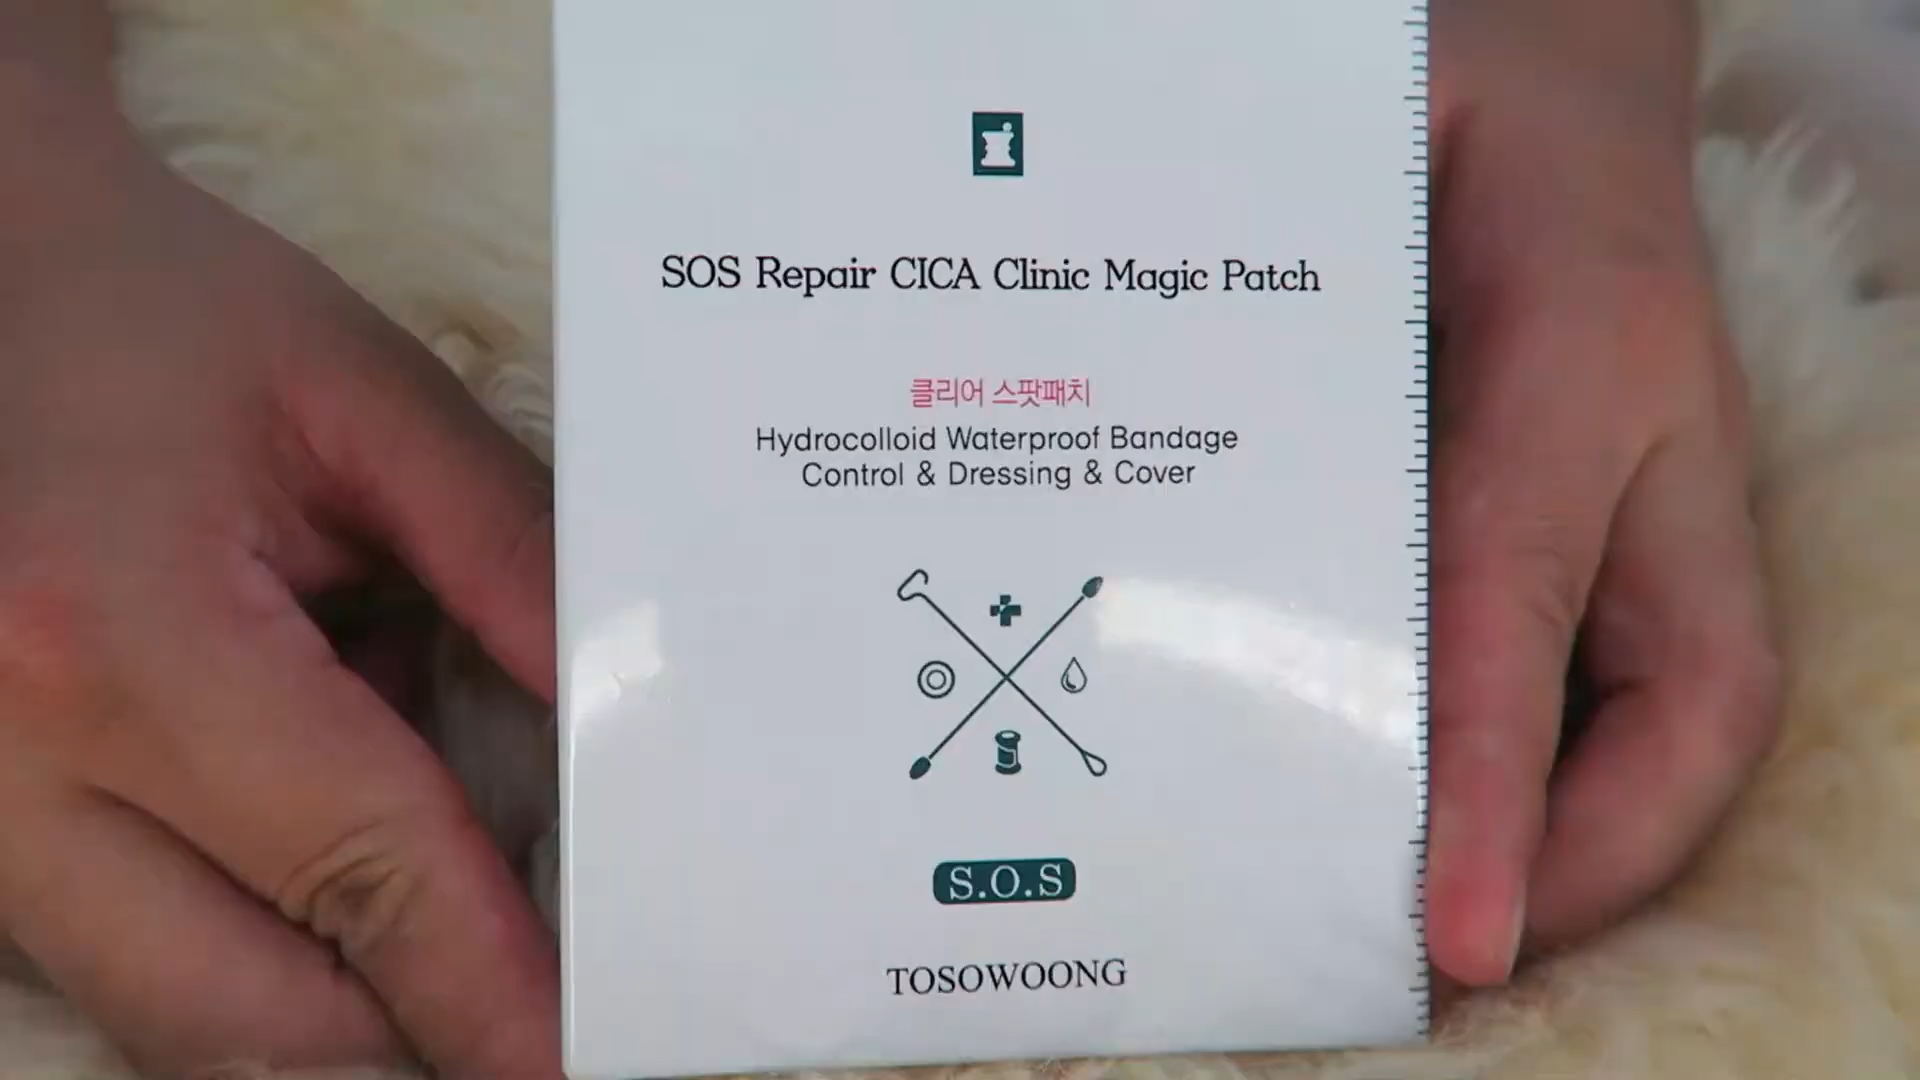 SOS Repair CICA Clinic Magic Patch
클리어 스팟패치
Hydrocolloid Waterproof Bandage
Control & Dressing & Cover
S.O.S
TOSOWOONG